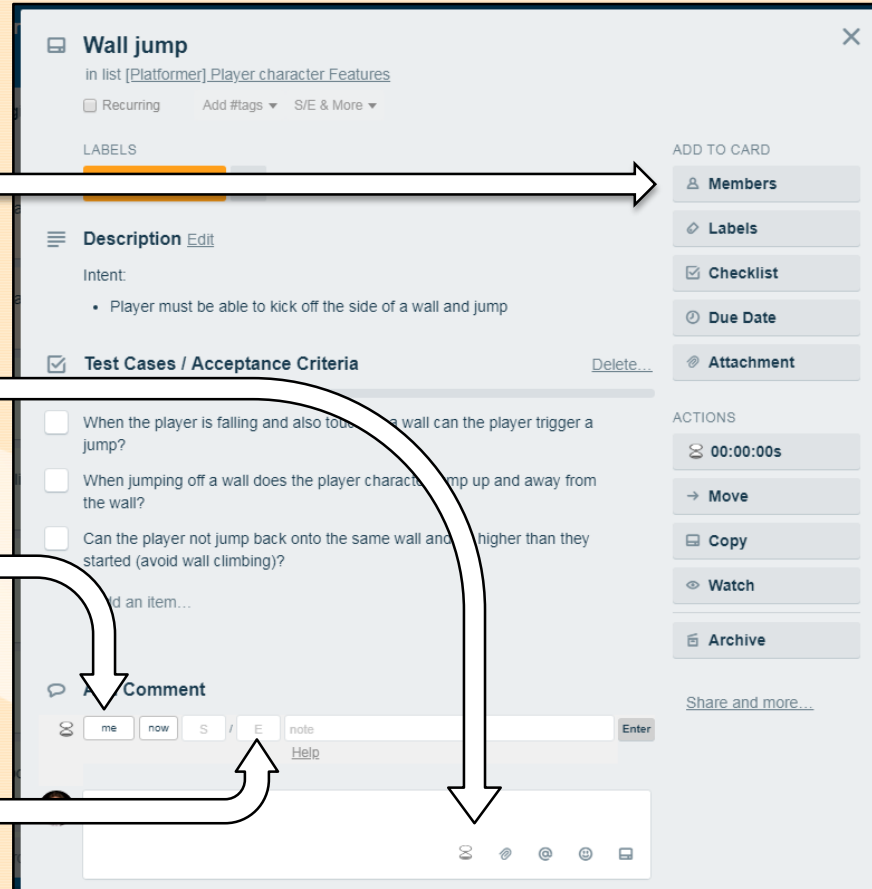 Wall jump
in list [Platformer] Player character Features
Recurring Add #tags S/E & More
LABELS
ADD TO CARD
Members
Labels
Checklist
Due Date
Attachment
Description Edit
Intent:
• Player must be able to kick off the side of a wall and jump
Test Cases / Acceptance Criteria Delete...
When the player is falling and also a wall can the player trigger a
jump?
When jumping off a wall does the player up and away from
the wall?
Can the player not jump back onto the same wall higher than they
started (avoid wall climbing)?
an item...
Comment
me now S / E note Enter
Help
ACTIONS
00:00:00s
Move
Copy
Watch
Archive
Share and more...